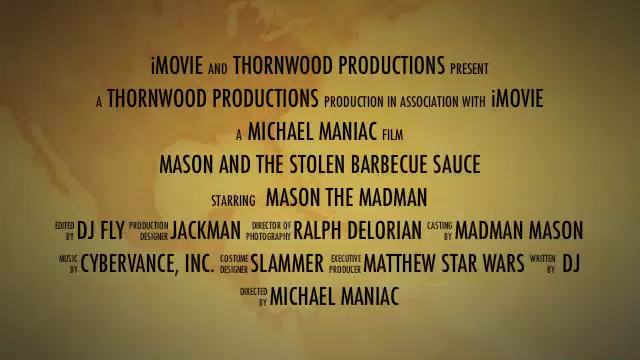 iMOVIE AND THORNWOOD PRODUCTIONS PRESENT
A THORNWOOD PRODUCTIONS PRODUCTION IN ASSOCIATION WITH iMOVIE
A MICHAEL MANIAC FILM
MASON AND THE STOLEN BARBECUE SAUCE
STARRING MASON THE MADMAN
EDITED BY DJ FLY PRODUCTION DESIGNER JACKMAN DIRECTOR OF PHOTOGRAPHY RALPH DELORIAN CASTING BY MADMAN MASON
MUSIC BY CYBERVANCE, INC. COSTUME DESIGNER SLAMMER EXECUTIVE PRODUCER MATTHEW STAR WARS WRITTEN BY DJ
DIRECTED BY MICHAEL MANIAC